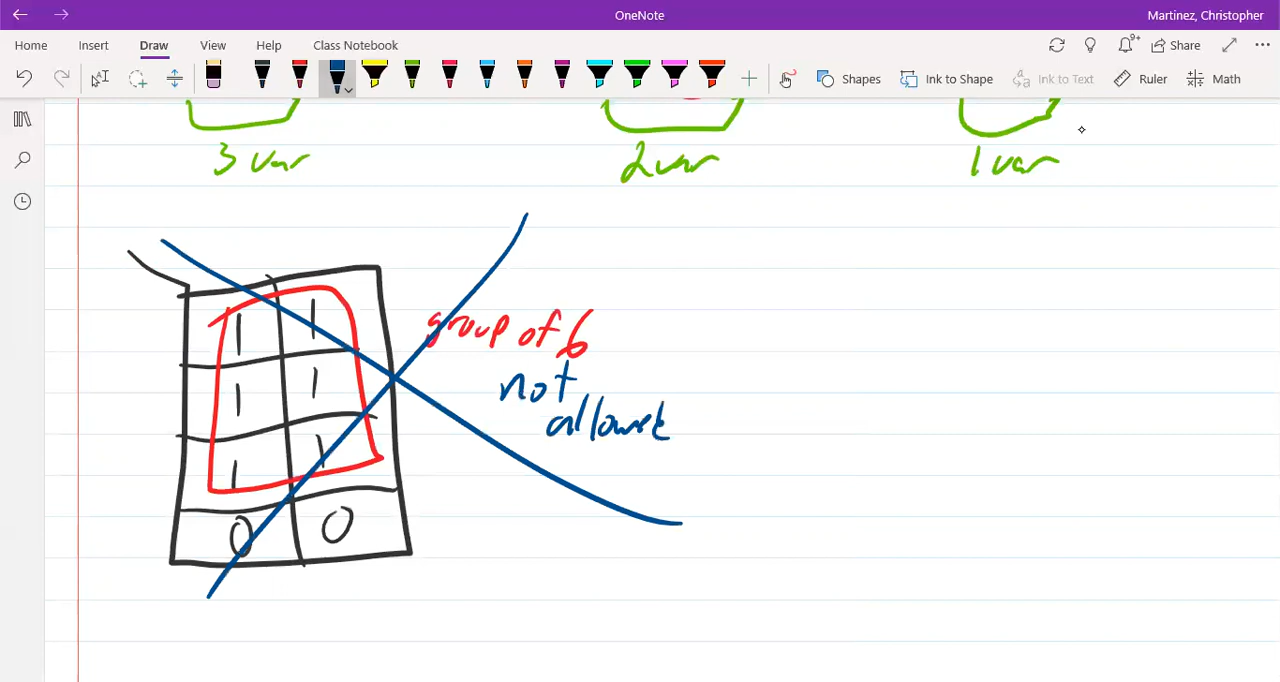 OneNote
Martínez, Christopher
Home Insert Draw View Help Class Notebook Share
Shapes Ink to Shape Ink to Text Ruler Math
3 var 2 var 1 var
1 1
1 1
1 1
0 0
group of 6
not
allowed